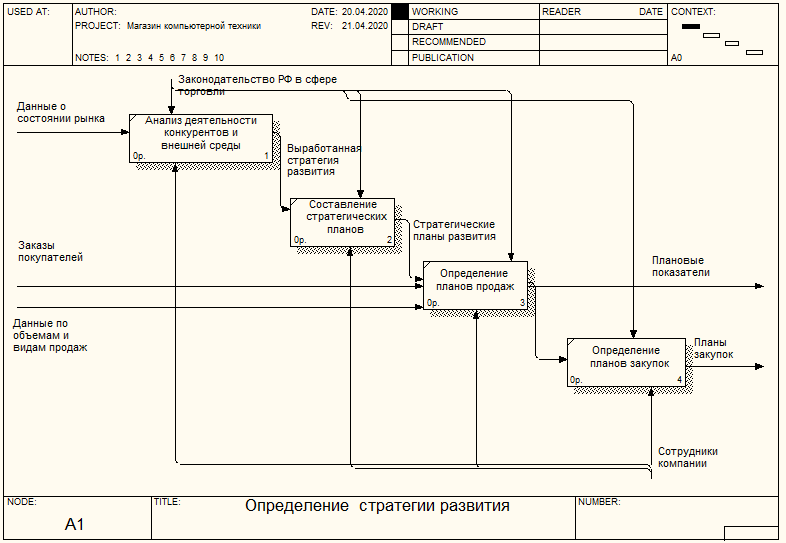 USED AT:
AUTHOR:
DATE: 20.04.2020
PROJECT: Магазин компьютерной техники
REV: 21.04.2020
NOTES: 1 2 3 4 5 6 7 8 9 10
WORKING
DRAFT
RECOMMENDED
PUBLICATION
READER
DATE
CONTEXT:
A0
Законодательство РФ в сфере
торговли
Данные о
состоянии рынка
Анализ деятельности
конкурентов и
внешней среды
0р. 1
Выработанная
стратегия
развития
Составление
стратегических
планов
0р. 2
Стратегические
планы развития
Заказы
покупателей
Определение
планов продаж
0р. 3
Плановые
показатели
Данные по
объемам и
видам продаж
Определение
планов закупок
0р. 4
Планы
закупок
Сотрудники
компании
NODE:
A1
TITLE:
Определение стратегии развития
NUMBER: